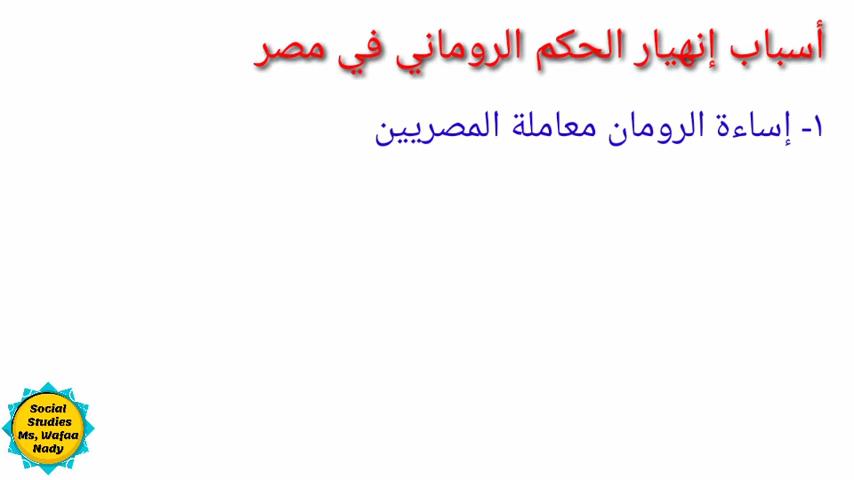 أسباب إنهيار الحكم الروماني في مصر
١- إساءة الرومان معاملة المصريين
Social
Studies
Ms, Wafaa
Nady